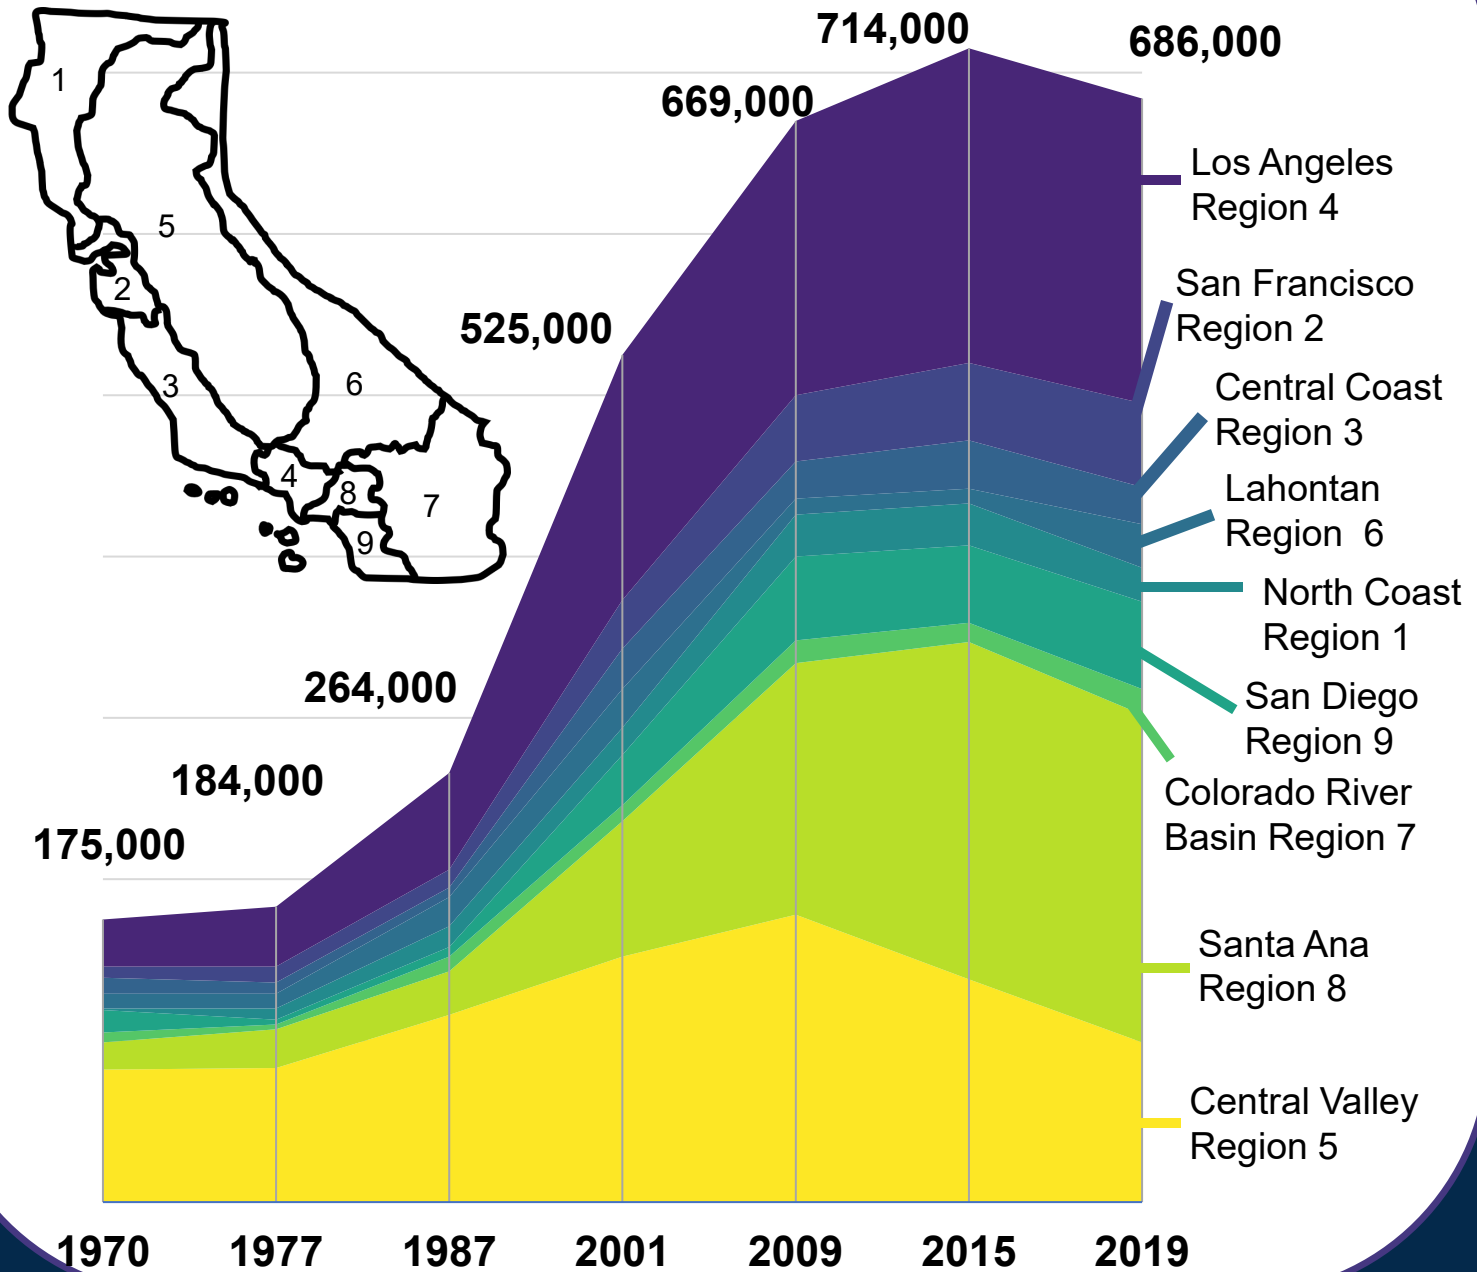 714,000
686,000
669,000
525,000
264,000
184,000
175,000
1
5
2
3
6
4
8
7
9
Los Angeles
Region 4
San Francisco
Region 2
Central Coast
Region 3
Lahontan
Region  6
North Coast
Region 1
San Diego
Region 9
Colorado River
Basin Region 7
Santa Ana
Region 8
Central Valley
Region 5
1970 1977 1987 2001 2009 2015 2019